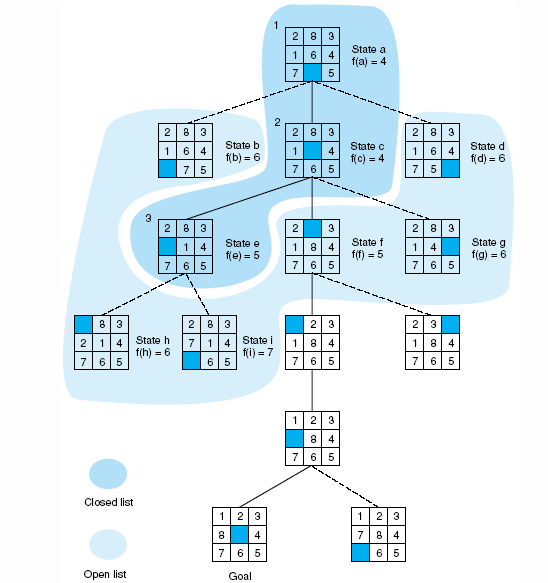 1
2 8 3
1 6 4
7 5
State a
f(a) = 4
2 8 3
1 6 4
7 5
State b
f(b) = 6
2
2 8 3
1 4
7 6 5
State c
f(c) = 4
2 8 3
1 6 4
7 5
State d
f(d) = 6
3
2 8 3
1 4
7 6 5
State e
f(e) = 5
2 3
1 8 4
7 6 5
State f
f(f) = 5
2 8 3
1 4
7 6 5
State g
f(g) = 6
8 3
2 1 4
7 6 5
State h
f(h) = 6
2 8 3
7 1 4
6 5
State i
f(i) = 7
2 3
1 8 4
7 6 5
2 3
1 8 4
7 6 5
1 2 3
8 4
7 6 5
Closed list
1 2 3
8 4
7 6 5
Goal
1 2 3
7 8 4
6 5
Open list